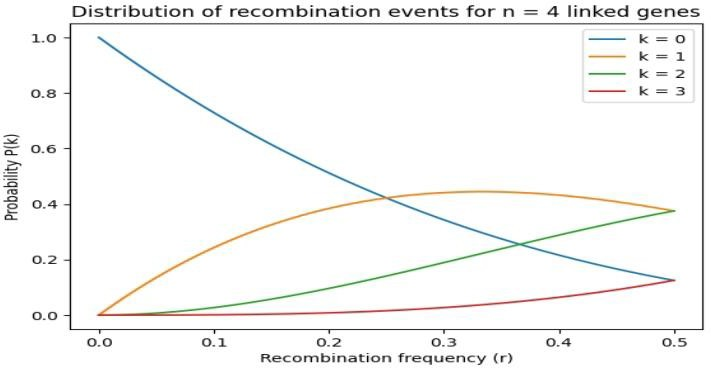 Distribution of recombination events for n = 4 linked genes
k = 0
k = 1
k = 2
k = 3
Probability P(k)
1.0
0.8
0.6
0.4
0.2
0.0
0.0 0.1 0.2 0.3 0.4 0.5
Recombination frequency (r)